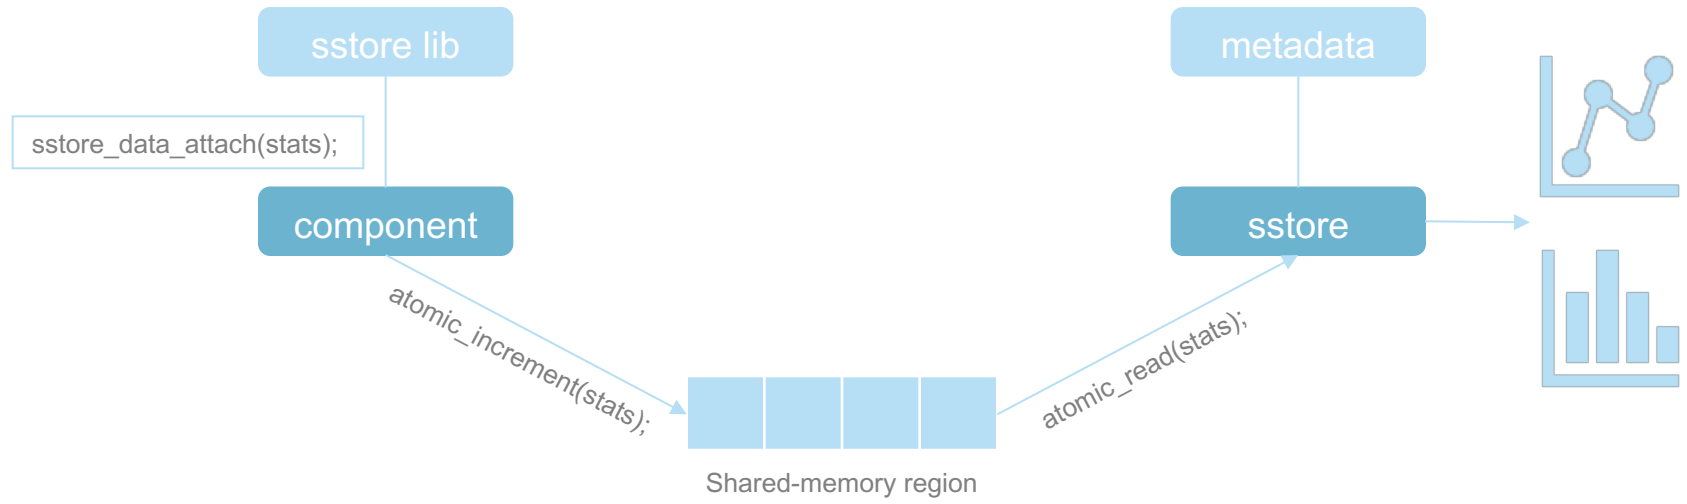 sstore lib
metadata
sstore_data_attach(stats);
component
sstore
atomic_increment(stats);
atomic_read(stats);
Shared-memory region